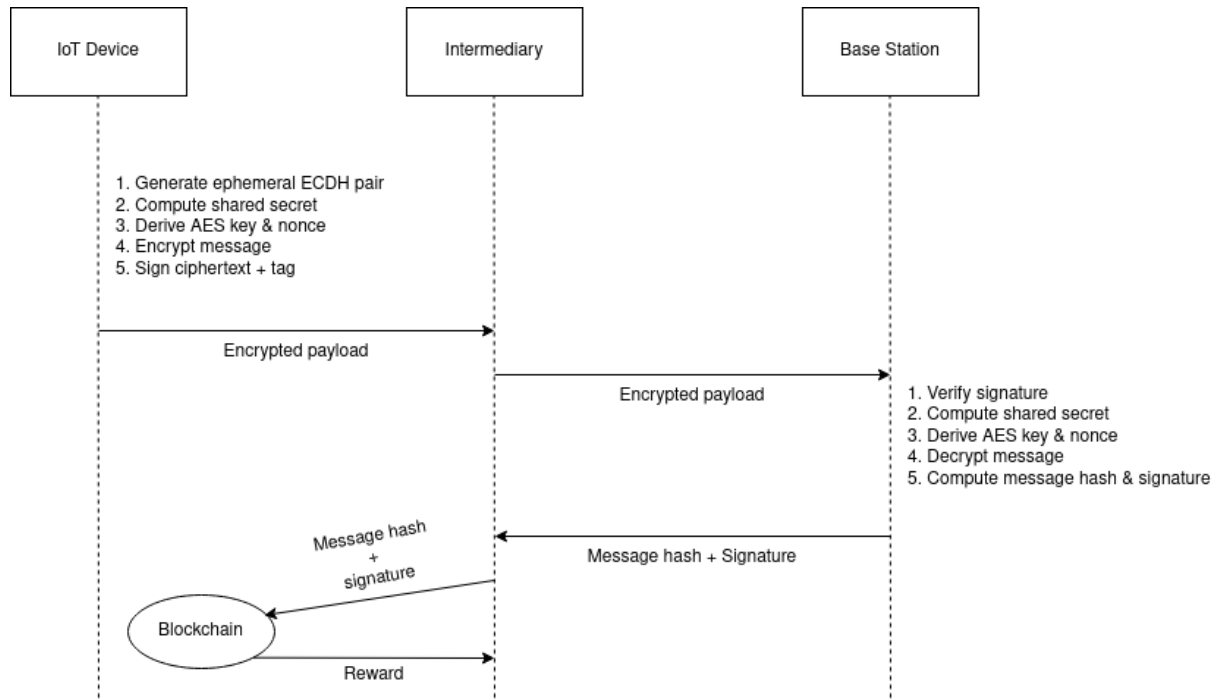 IoT Device
Intermediary
Base Station
1. Generate ephemeral ECDH pair
2. Compute shared secret
3. Derive AES key & nonce
4. Encrypt message
5. Sign ciphertext + tag
Encrypted payload
Encrypted payload
1. Verify signature
2. Compute shared secret
3. Derive AES key & nonce
4. Decrypt message
5. Compute message hash & signature
Message hash + Signature
Message hash
+
signature
Blockchain
Reward